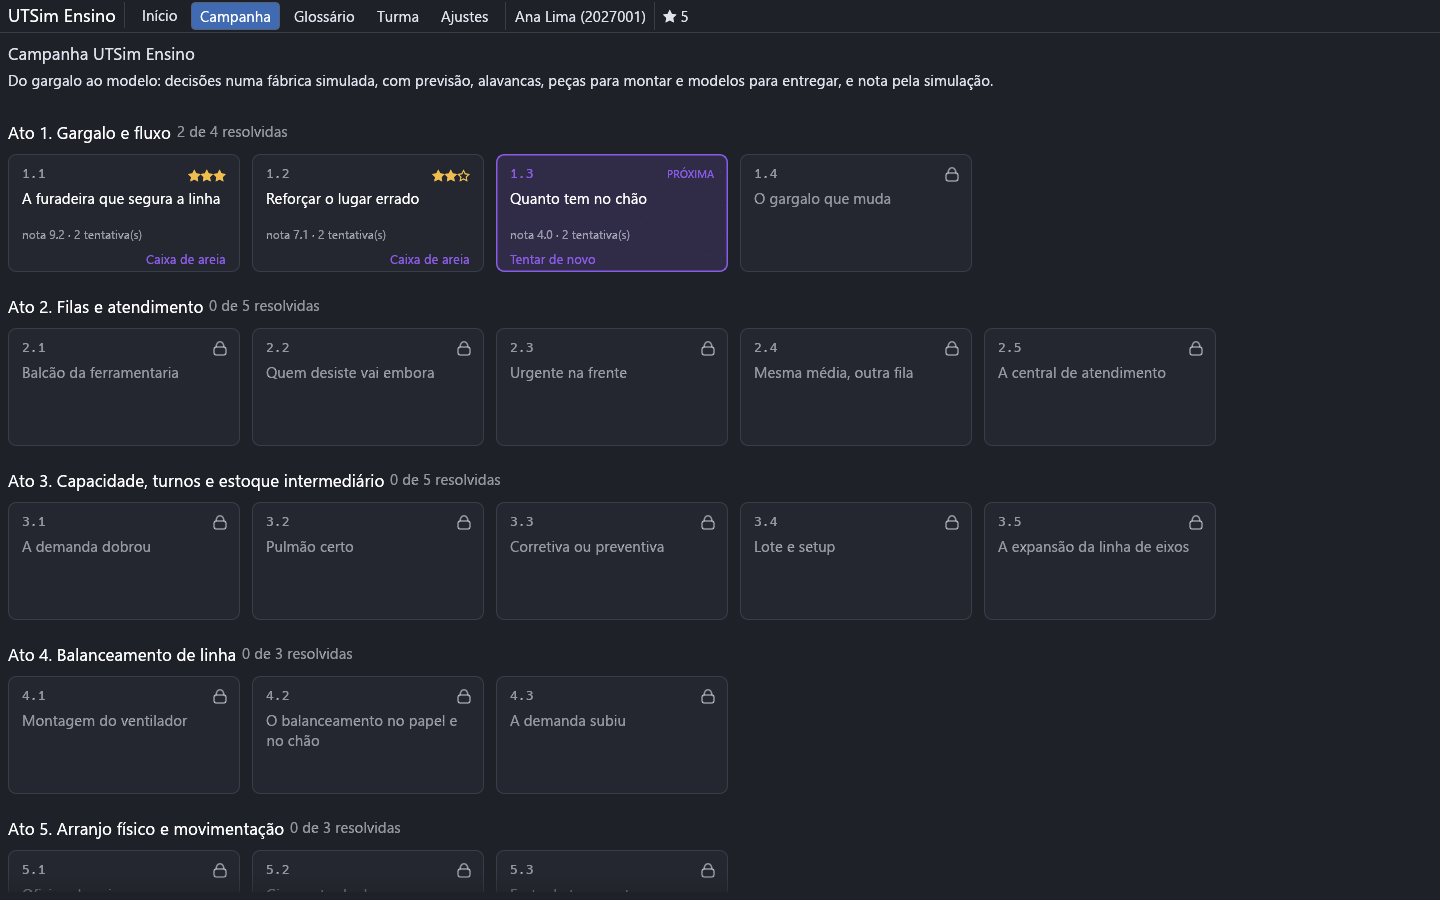 UTSim Ensino Início Campanha Glossário Turma Ajustes Ana Lima (2027001) ★ 5
Campanha UTSim Ensino
Do gargalo ao modelo: decisões numa fábrica simulada, com previsão, alavancas, peças para montar e modelos para entregar, e nota pela simulação.
Ato 1. Gargalo e fluxo 2 de 4 resolvidas
1.1
A furadeira que segura a linha
nota 9.2 · 2 tentativa(s)
Caixa de areia
1.2
Reforçar o lugar errado
nota 7.1 · 2 tentativa(s)
Caixa de areia
1.3 PRÓXIMA
Quanto tem no chão
nota 4.0 · 2 tentativa(s)
Tentar de novo
1.4
O gargalo que muda
Ato 2. Filas e atendimento 0 de 5 resolvidas
2.1
Balcão da ferramentaria
2.2
Quem desiste vai embora
2.3
Urgente na frente
2.4
Mesma média, outra fila
2.5
A central de atendimento
Ato 3. Capacidade, turnos e estoque intermediário 0 de 5 resolvidas
3.1
A demanda dobrou
3.2
Pulmão certo
3.3
Corretiva ou preventiva
3.4
Lote e setup
3.5
A expansão da linha de eixos
Ato 4. Balanceamento de linha 0 de 3 resolvidas
4.1
Montagem do ventilador
4.2
O balanceamento no papel e
no chão
4.3
A demanda subiu
Ato 5. Arranjo físico e movimentação 0 de 3 resolvidas
5.1
5.2
5.3